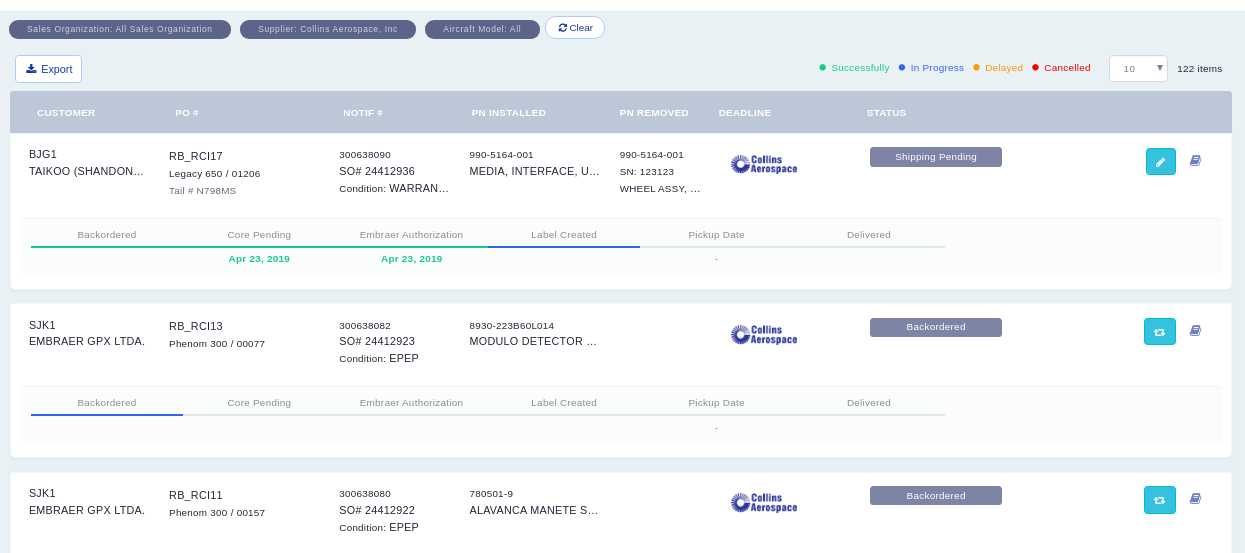 Sales Organization: All Sales Organization
Supplier: Collins Aerospace, Inc
Aircraft Model: All
Clear
Export
Successfully
In Progress
Delayed
Cancelled
10
122 items
CUSTOMER PO # NOTIF # PN INSTALLED PN REMOVED DEADLINE STATUS
BJG1
TAIKOO (SHANDON...
RB_RCI17
Legacy 650 / 01206
Tail # N798MS
300638090
SO# 24412936
Condition: WARRAN...
990-5164-001
MEDIA, INTERFACE, U...
990-5164-001
SN: 123123
WHEEL ASSY, ...
Collins
Aerospace
Shipping Pending
Backordered Core Pending Embraer Authorization Label Created Pickup Date Delivered
Apr 23, 2019 Apr 23, 2019 -
SJK1
EMBRAER GPX LTDA.
RB_RCI13
Phenom 300 / 00077
300638082
SO# 24412923
Condition: EPEP
8930-223B60L014
MODULO DETECTOR ...
Collins
Aerospace
Backordered
Backordered Core Pending Embraer Authorization Label Created Pickup Date Delivered
-
SJK1
EMBRAER GPX LTDA.
RB_RCI11
Phenom 300 / 00157
300638080
SO# 24412922
Condition: EPEP
780501-9
ALAVANCA MANETE S...
Collins
Aerospace
Backordered